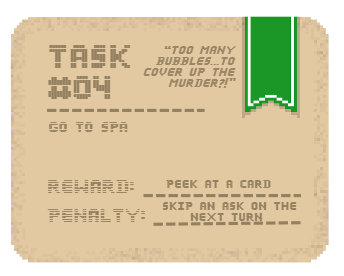 TASK
#04
"TOO MANY
BUBBLES...TO
COVER UP THE
MURDER?!"
GO TO SPA
REWARD: PEEK AT A CARD
PENALTY: SKIP AN ASK ON THE
NEXT TURN